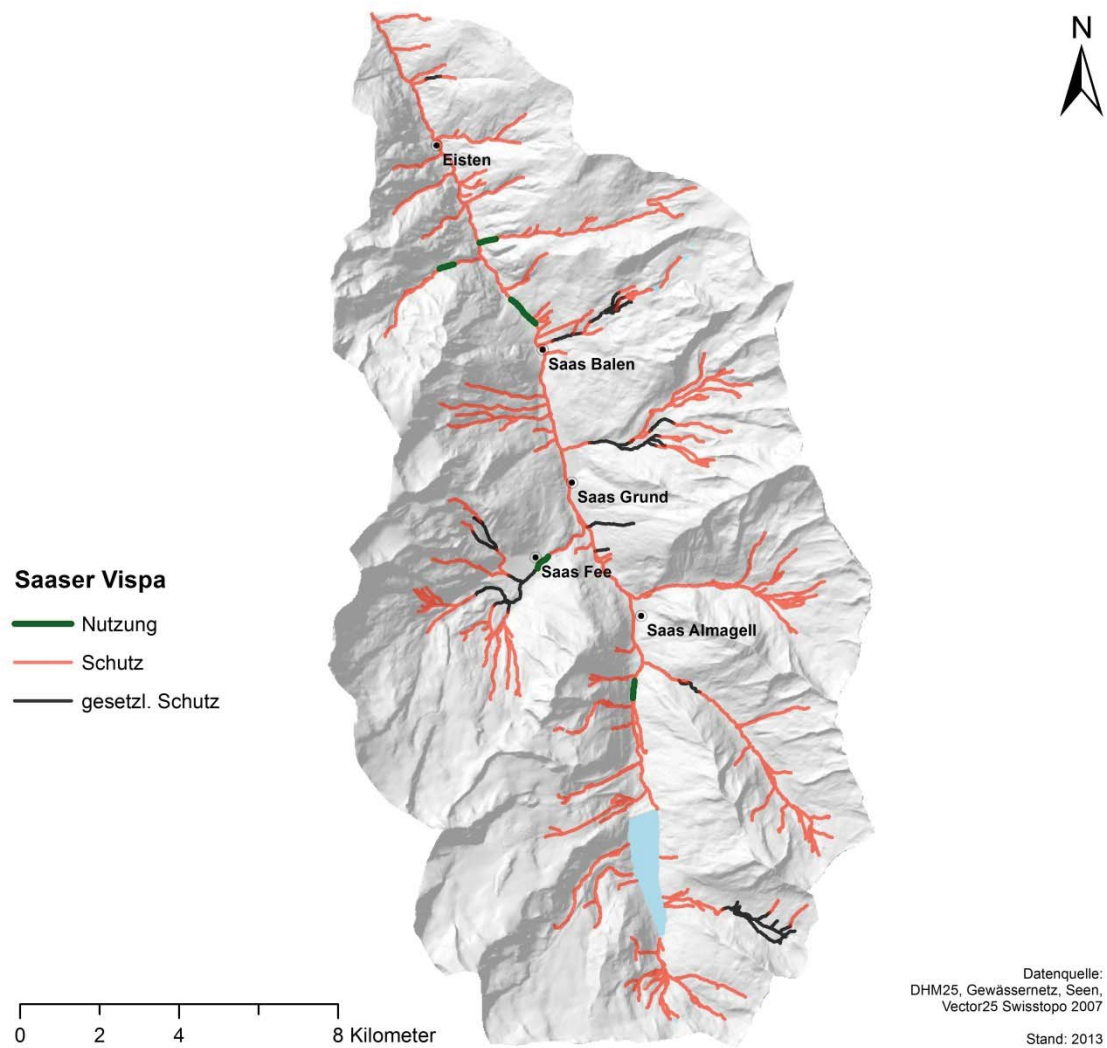 N
Eisten
Saas Balen
Saas Grund
Saas Fee
Saas Almagell
Saaser Vispa
Nutzung
Schutz
gesetzl. Schutz
0 2 4 8 Kilometer
Datenquelle:
DHM25, Gewässernetz, Seen,
Vector25 Swisstopo 2007
Stand: 2013